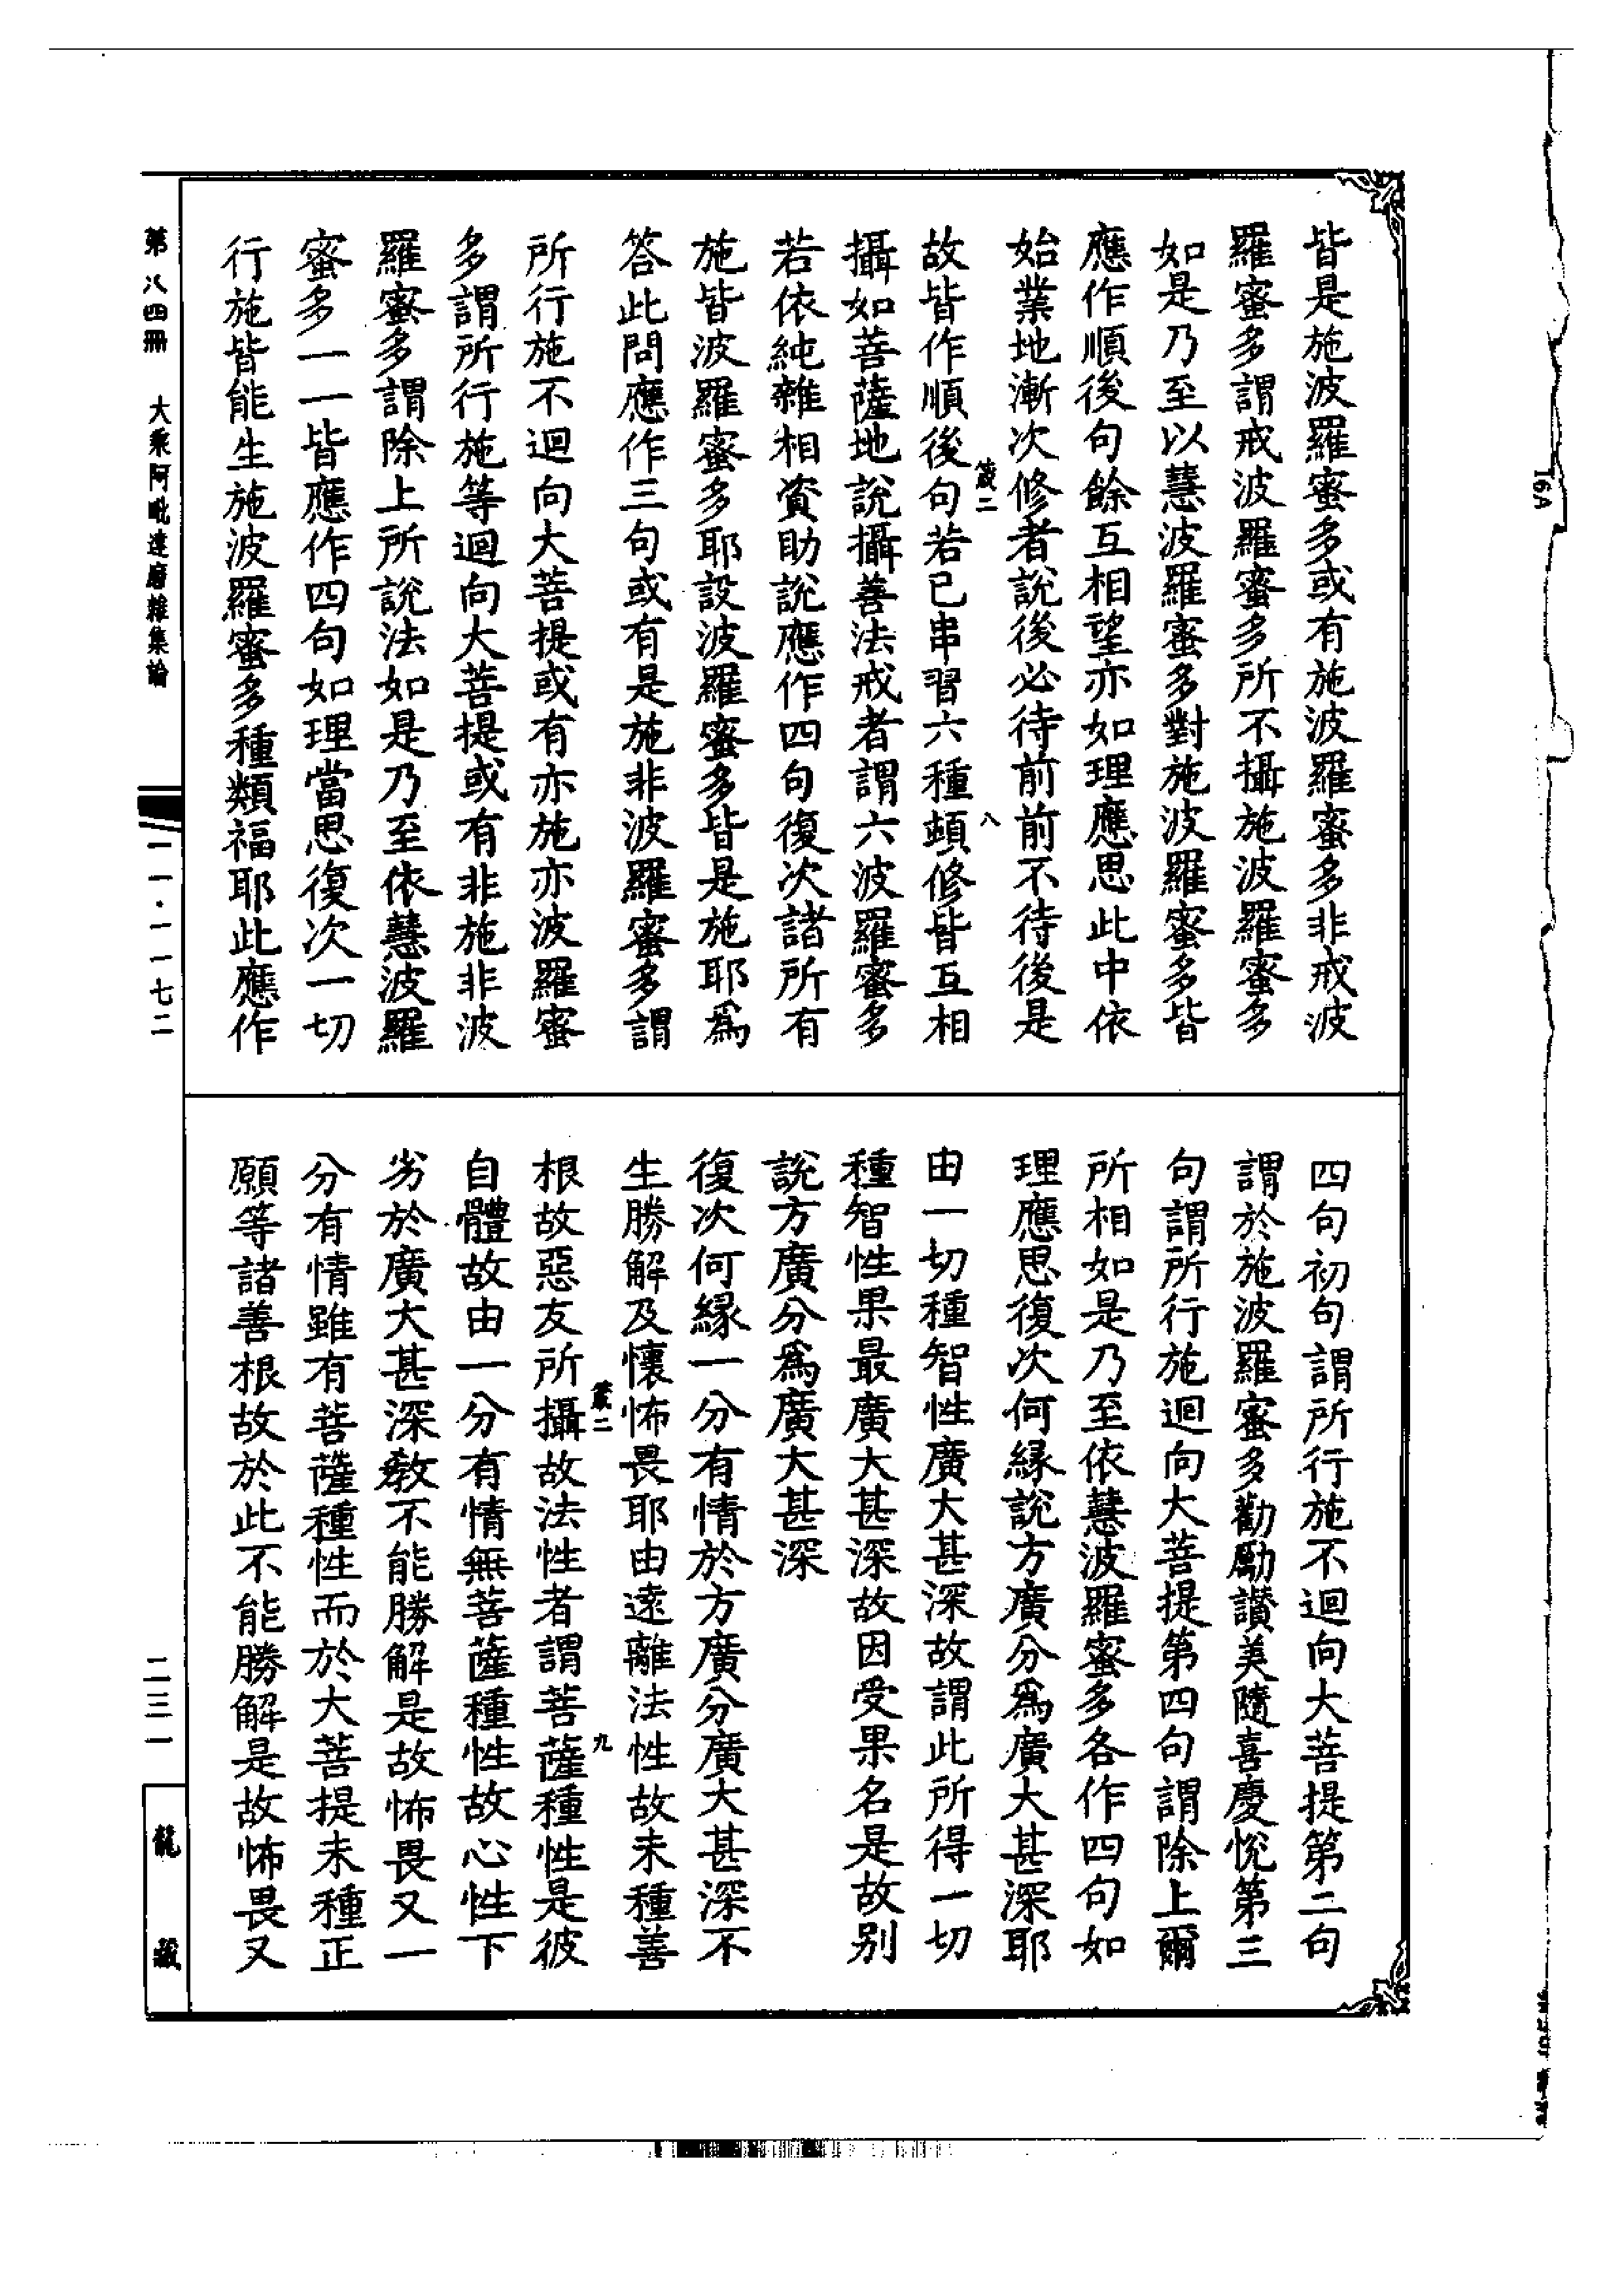 皆是施波羅蜜多或有施波羅蜜多非戒波
羅蜜多謂戒波羅蜜多所不攝施波羅蜜多
如是乃至以慧波羅蜜多對施波羅蜜多皆
應作順後句餘互相望亦如理應思此中依
始業地漸次修者說後必待前前不待後是
故皆作順後句若已串習六種頓修皆互相
攝如菩薩地說攝善法戒者謂六波羅蜜多
若依純雜相資助說應作四句復次諸所有
施皆波羅蜜多耶設波羅蜜多皆是施耶為
答此問應作三句或有是施非波羅蜜多謂
所行施不迴向大菩提或有亦施亦波羅蜜
多謂所行施等迴向大菩提或有非施非波
羅蜜多謂除上所說法如是乃至依慧波羅
蜜多一一皆應作四句如理當思復次一切
行施皆能生施波羅蜜多種類福耶此應作
八
四句初句謂所行施不迴向大菩提第二句
謂於施波羅蜜多勸勵讚美隨喜慶悅第三
句謂所行施迴向大菩提第四句謂除上爾
所相如是乃至依慧波羅蜜多各作四句如
理應思復次何緣說方廣分為廣大甚深耶
由一切種智性廣大甚深故謂此所得一切
種智性果最廣大甚深故因受果名是故別
說方廣分為廣大甚深
復次何緣一分有情於方廣分廣大甚深不
生勝解及懷怖畏耶由遠離法性故未種善
根故惡友所攝故法性者謂菩薩種性是彼
自體故由一分有情無菩薩種性故心性下
劣於廣大甚深教不能勝解是故怖畏又一
分有情雖有菩薩種性而於大菩提未種正
願等諸善根故於此不能勝解是故怖畏又
九
第八四冊 大乘阿毗達磨雜集論
一一·一一七二
二三一
龍藏
16A